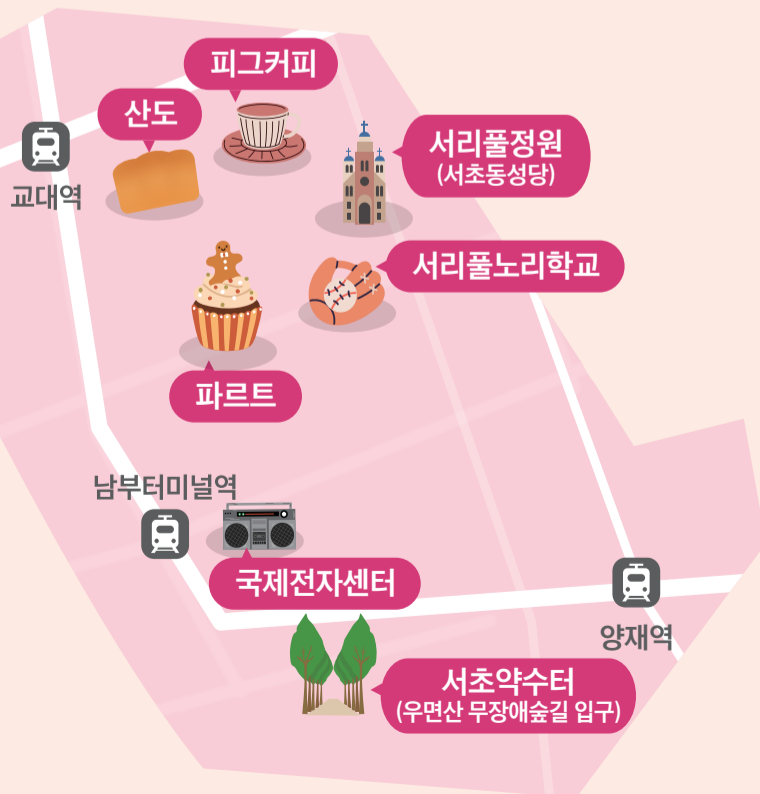 피그커피
산도
서리풀정원
(서초동성당)
교대역
서리풀노리학교
파르트
남부터미널역
국제전자센터
양재역
서초약수터
(우면산 무장애숲길 입구)